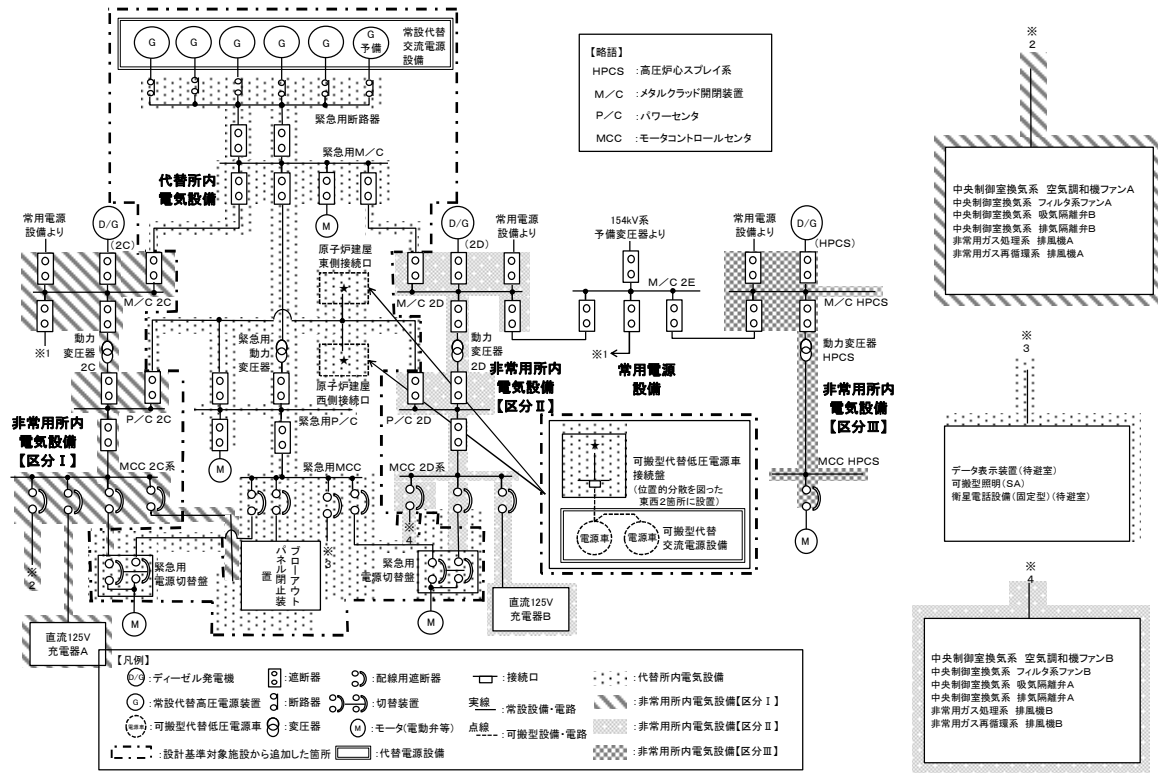 G
G
G
G
G
G
予備
常設代替
交流電源
設備
緊急用断路器
緊急用M/C
代替所内
電気設備
【略語】
HPCS :高圧炉心スプレイ系
M/C :メタルクラッド開閉装置
P/C :パワーセンタ
MCC :モータコントロールセンタ
常用電源
設備より
D/G
(2C)
M
原子炉建屋
東側接続口
D/G
(2D)
常用電源
設備より
154kV系
予備変圧器より
常用電源
設備より
D/G
(HPCS)
M/C 2C
M/C 2D
M/C 2E
M/C HPCS
※1
動力
変圧器
2C
緊急用
動力
変圧器
原子炉建屋
西側接続口
動力
変圧器
2D
非常用所内
電気設備
【区分Ⅱ】
※1
常用電源
設備
動力変圧器
HPCS
非常用所内
電気設備
【区分Ⅲ】
P/C 2C
緊急用P/C
P/C 2D
非常用所内
電気設備
【区分Ⅰ】
M
MCC 2C系
緊急用MCC
MCC 2D系
MCC HPCS
可搬型代替低圧電源車
接続盤
(位置的分散を図った
東西2箇所に設置)
電源車
電源車
可搬型代替
交流電源設備
※2
緊急用
電源切替盤
ブローアウト
パネル閉止装
置
※3
※4
緊急用
電源切替盤
M
M
M
直流125V
充電器A
直流125V
充電器B
※2
中央制御室換気系 空気調和機ファンA
中央制御室換気系 フィルタ系ファンA
中央制御室換気系 吸気隔離弁B
中央制御室換気系 排気隔離弁B
非常用ガス処理系 排風機A
非常用ガス再循環系 排風機A
※3
データ表示装置(待避室)
可搬型照明(SA)
衛星電話設備(固定型)(待避室)
※4
中央制御室換気系 空気調和機ファンB
中央制御室換気系 フィルタ系ファンB
中央制御室換気系 吸気隔離弁A
中央制御室換気系 排気隔離弁A
非常用ガス処理系 排風機B
非常用ガス再循環系 排風機B
【凡例】
D/G :ディーゼル発電機 :遮断器 :配線用遮断器 :接続口 :代替所内電気設備
G :常設代替高圧電源装置 :断路器 :切替装置 実線 :常設設備・電路 :非常用所内電気設備【区分Ⅰ】
電源車 :可搬型代替低圧電源車 :変圧器 M :モータ(電動弁等) 点線 :可搬型設備・電路 :非常用所内電気設備【区分Ⅱ】
:設計基準対象施設から追加した箇所 :代替電源設備 :非常用所内電気設備【区分Ⅲ】